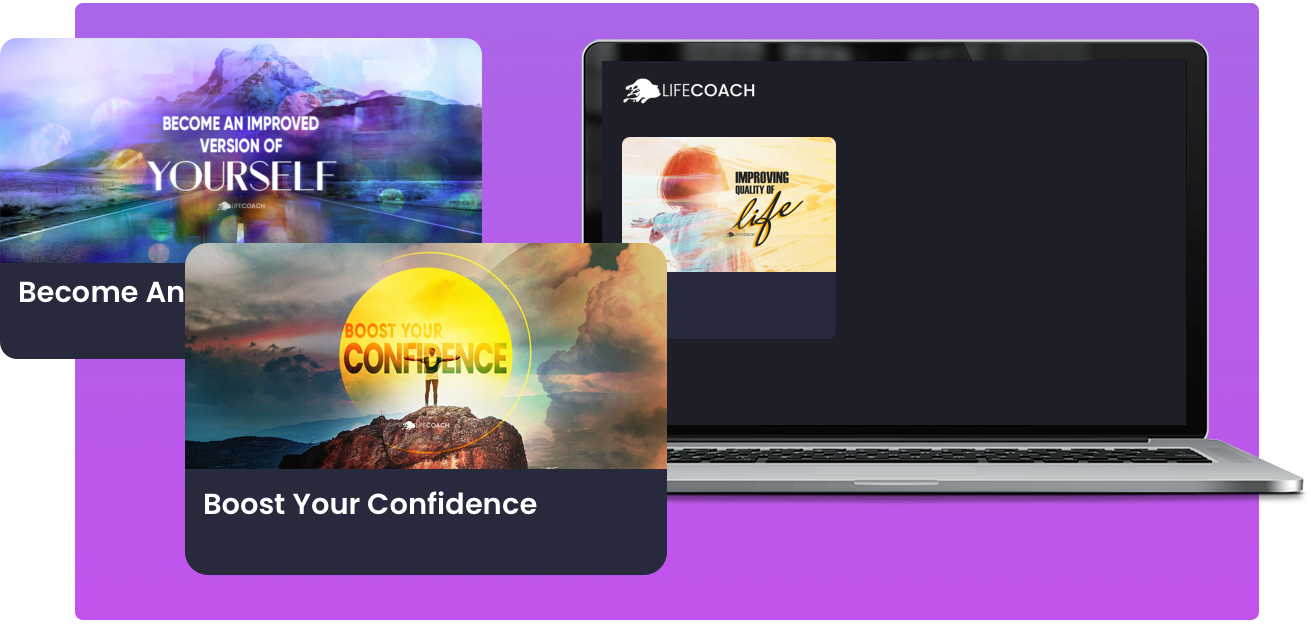 BECOME AN IMPROVED
VERSION OF
YOURSELF
LIFECOACH
Become An
BOOST YOUR
CONFIDENCE
LIFECOACH
Boost Your Confidence
LIFECOACH
IMPROVING
QUALITY OF
life
LIFECOACH